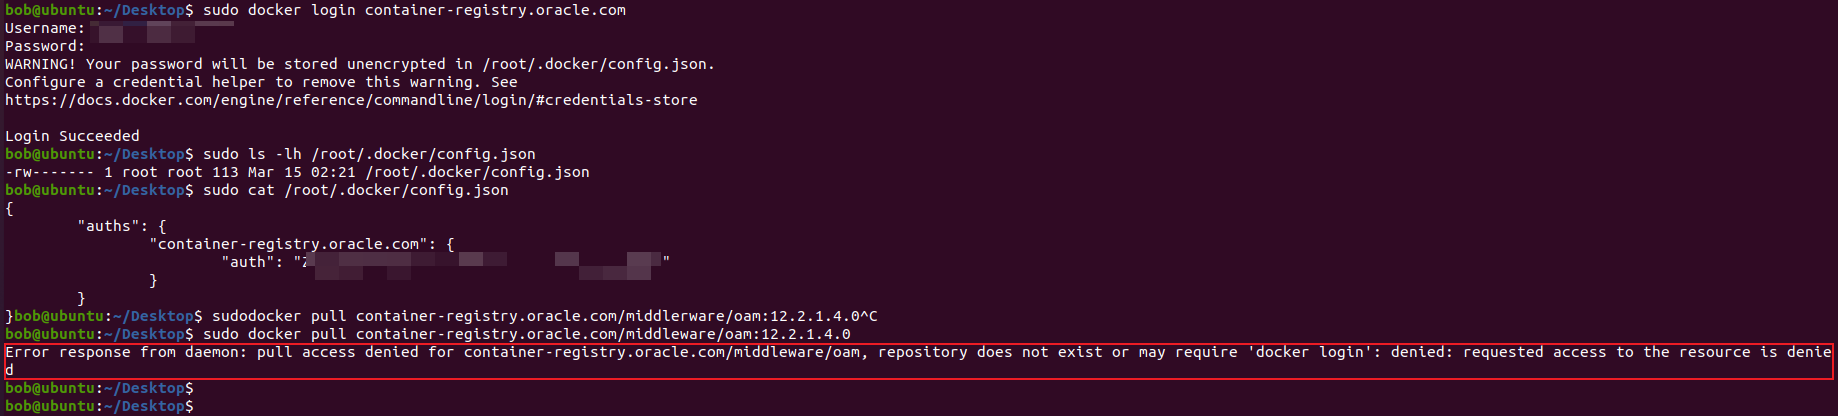 bob@ubuntu:~/Desktop$ sudo docker login container-registry.oracle.com
Username:
Password:
WARNING! Your password will be stored unencrypted in /root/.docker/config.json.
Configure a credential helper to remove this warning. See
https://docs.docker.com/engine/reference/commandline/login/#credentials-store
Login Succeeded
bob@ubuntu:~/Desktop$ sudo ls -lh /root/.docker/config.json
-rw------- 1 root root 113 Mar 15 02:21 /root/.docker/config.json
bob@ubuntu:~/Desktop$ sudo cat /root/.docker/config.json
{
"auths": {
"container-registry.oracle.com": {
"auth": "Z"
}
}
}bob@ubuntu:~/Desktop$ sudodocker pull container-registry.oracle.com/middlerware/oam:12.2.1.4.0^C
bob@ubuntu:~/Desktop$ sudo docker pull container-registry.oracle.com/middleware/oam:12.2.1.4.0
Error response from daemon: pull access denied for container-registry.oracle.com/middleware/oam, repository does not exist or may require 'docker login': denied: requested access to the resource is denie
d
bob@ubuntu:~/Desktop$
bob@ubuntu:~/Desktop$